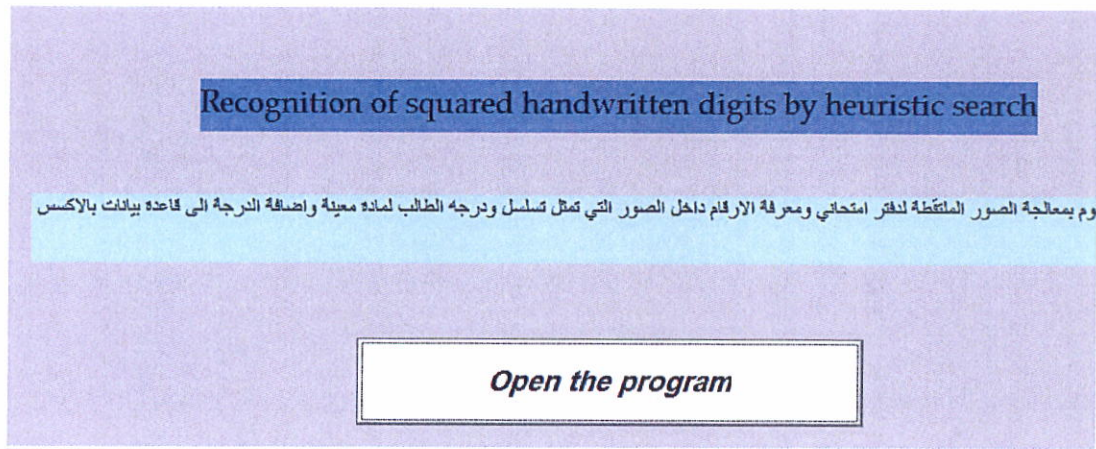 Recognition of squared handwritten digits by heuristic search
وم بمعالجة الصور الملتقطة لدفتر امتحاني ومعرفة الارقام داخل الصور التي تمثل تسلسل ودرجه الطالب لمادة معينة واضافة الدرجة الى قاعدة بيانات بالاكسس
Open the program